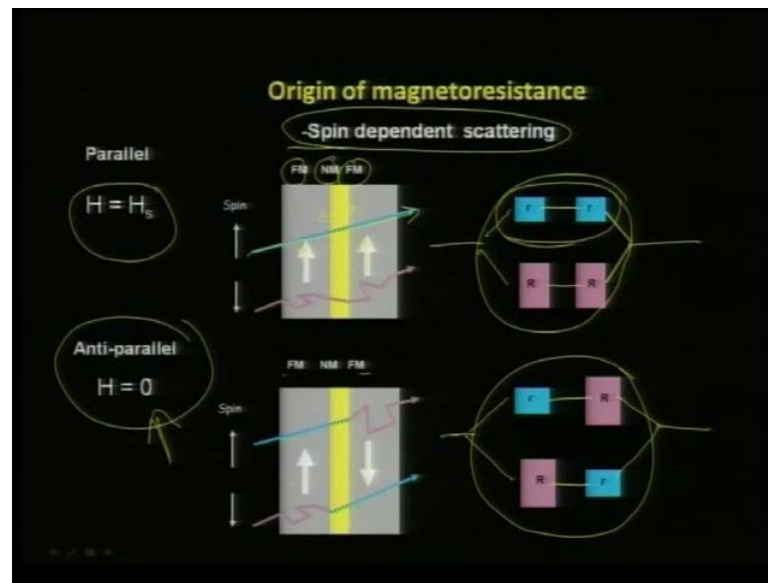 Origin of magnetoresistance
-Spin dependent scattering
Parallel
H = Hs
FM NM FM
Spin
r r
R R
Anti-parallel
H = 0
FM NM FM
Spin
r R
R r